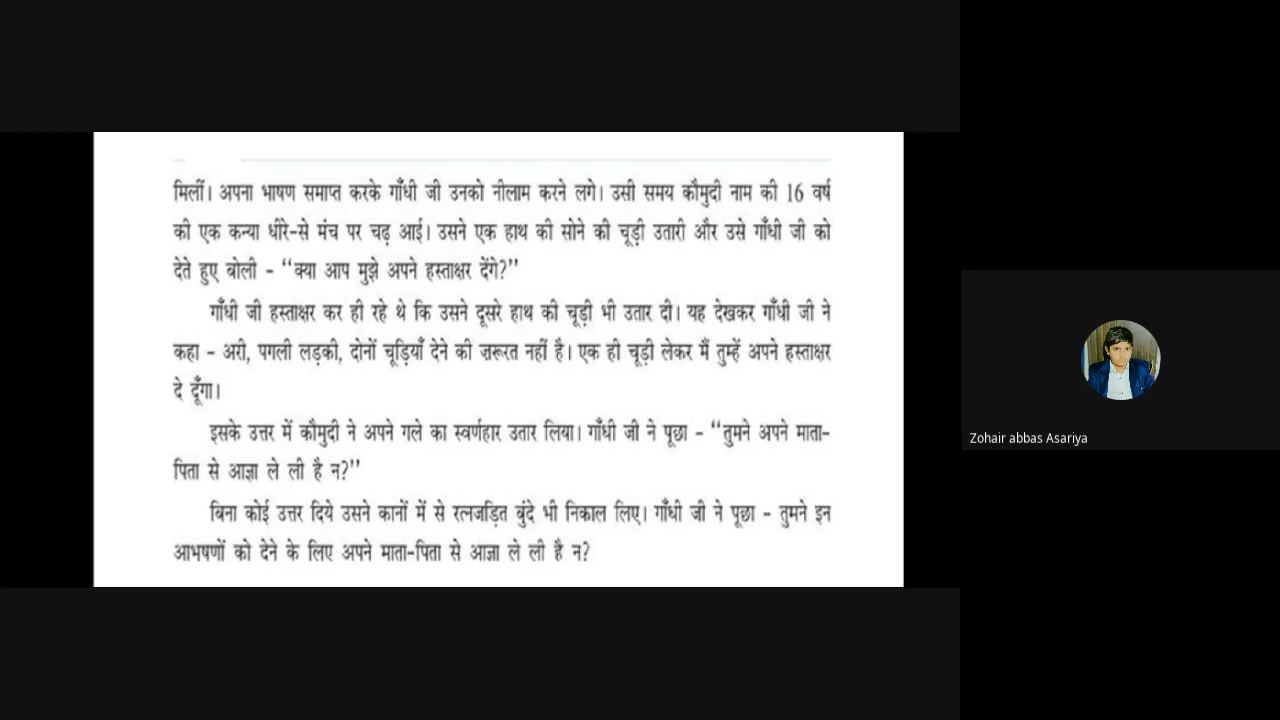 मिलीं। अपना भाषण समाप्त करके गाँधी जी उनको नीलाम करने लगे। उसी समय कौमुदी नाम की 16 वर्ष
की एक कन्या धीरे-से मंच पर चढ़ आई। उसने एक हाथ की सोने की चूड़ी उतारी और उसे गाँधी जी को
देते हुए बोली - “क्या आप मुझे अपने हस्ताक्षर देंगे?”
गाँधी जी हस्ताक्षर कर ही रहे थे कि उसने दूसरे हाथ की चूड़ी भी उतार दी। यह देखकर गाँधी जी ने
कहा - अरी, पगली लड़की, दोनों चूड़ियाँ देने की ज़रूरत नहीं है। एक ही चूड़ी लेकर मैं तुम्हें अपने हस्ताक्षर
दे दूँगा।
इसके उत्तर में कौमुदी ने अपने गले का स्वर्णहार उतार लिया। गाँधी जी ने पूछा - “तुमने अपने माता-
पिता से आज्ञा ले ली है न?”
बिना कोई उत्तर दिये उसने कानों में से रत्नजड़ित बुंदे भी निकाल लिए। गाँधी जी ने पूछा - तुमने इन
आभषणों को देने के लिए अपने माता-पिता से आज्ञा ले ली है न?
Zohair abbas Asariya